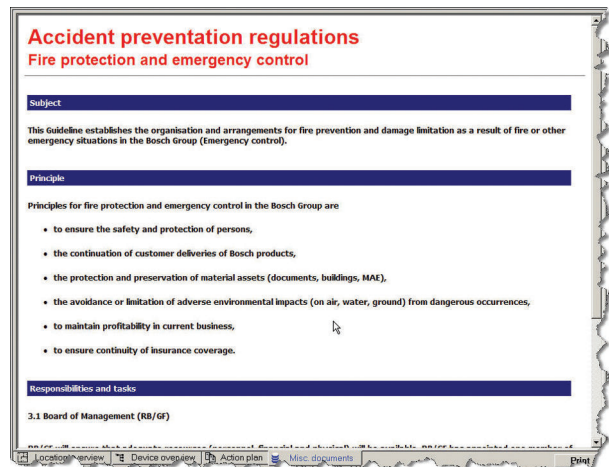 Accident preventation regulations
Fire protection and emergency control
Subject
This Guideline establishes the organisation and arrangements for fire prevention and damage limitation as a result of fire or other
emergency situations in the Bosch Group (Emergency control).
Principle
Principles for fire protection and emergency control in the Bosch Group are
• to ensure the safety and protection of persons,
• the continuation of customer deliveries of Bosch products,
• the protection and preservation of material assets (documents, buildings, MAE),
• the avoidance or limitation of adverse environmental impacts (on air, water, ground) from dangerous occurrences,
• to maintain profitability in current business,
• to ensure continuity of insurance coverage.
Responsibilities and tasks
3.1 Board of Management (RB/GF)
Device overview Action plan Misc. documents Print